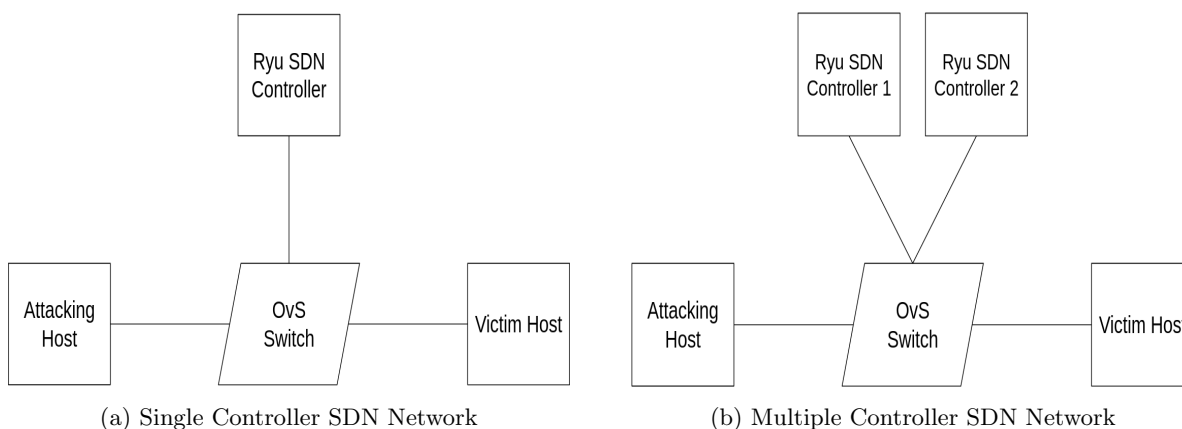 Ryu SDN
Controller
Attacking
Host
OvS
Switch
Victim Host
(a) Single Controller SDN Network
Ryu SDN
Controller 1
Ryu SDN
Controller 2
Attacking
Host
OvS
Switch
Victim Host
(b) Multiple Controller SDN Network